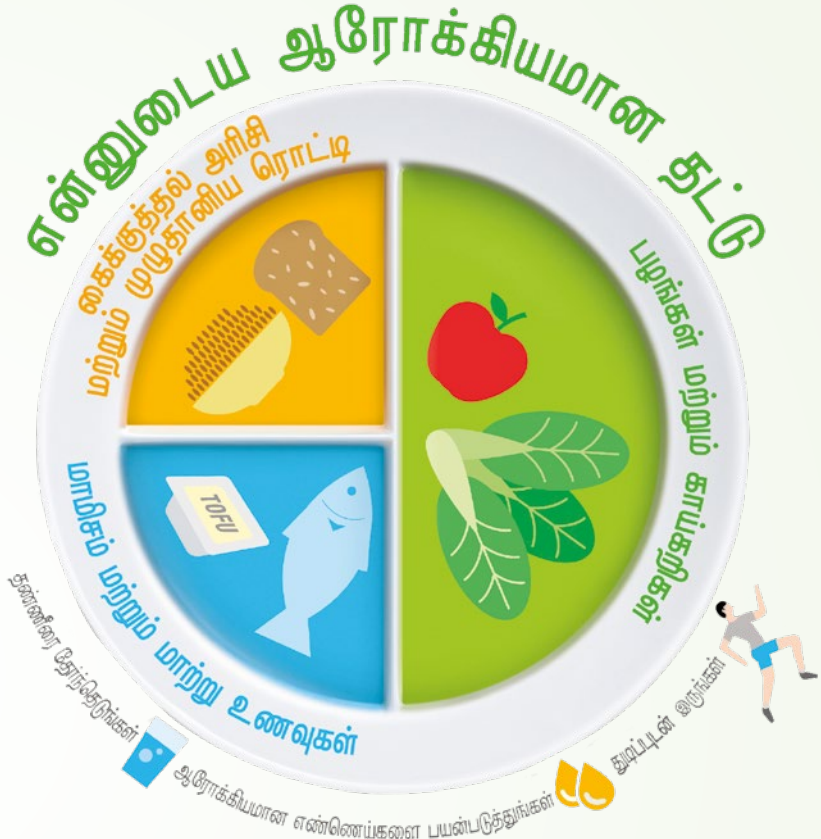 என்னுடைய ஆரோக்கியமான தட்டு
கைக்குத்தல் அரிசி
மற்றும் முழுதானிய ரொட்டி
பழங்கள் மற்றும் காய்கறிகள்
TOFU
மாமிசம் மற்றும் மாற்று உணவுகள்
தண்ணீரை தேர்ந்தெடுங்கள்
ஆரோக்கியமான எண்ணெய்களை பயன்படுத்துங்கள்
துடிப்புடன் இருங்கள்